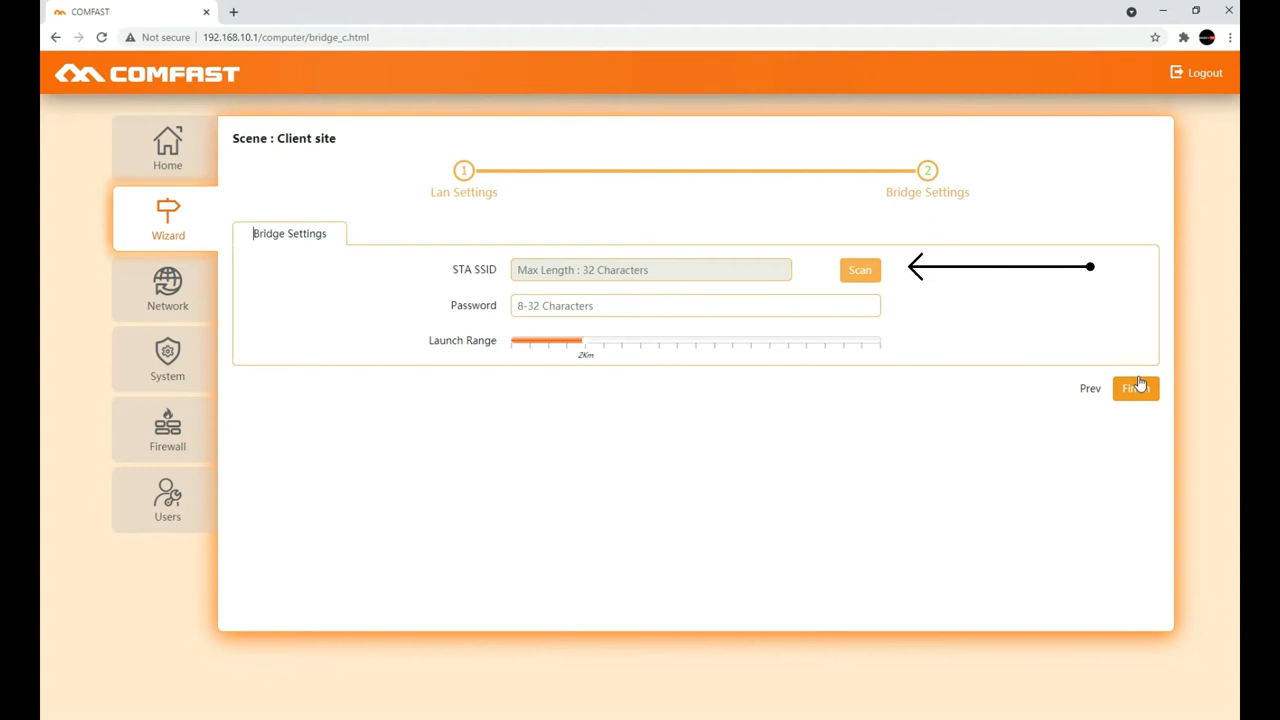 COMFAST
Not secure
192.168.10.1/computer/bridge_c.html
COMFAST
Logout
Home
Wizard
Network
System
Firewall
Users
Scene : Client site
1
2
Lan Settings
Bridge Settings
Bridge Settings
STA SSID
Max Length : 32 Characters
Scan
Password
8-32 Characters
Launch Range
2Km
Prev